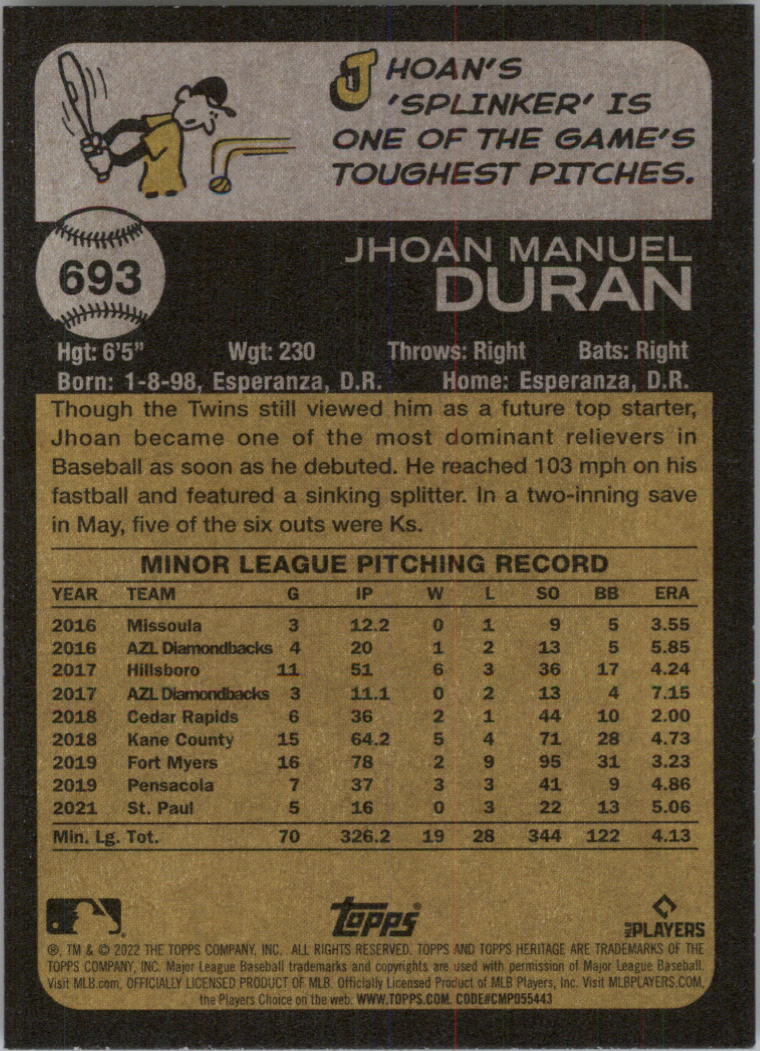 JHOAN'S
'SPLINKER' IS
ONE OF THE GAME'S
TOUGHEST PITCHES.
693
JHOAN MANUEL
DURAN
Hgt: 6'5" Wgt: 230 Throws: Right Bats: Right
Born: 1-8-98, Esperanza, D.R. Home: Esperanza, D.R.
Though the Twins still viewed him as a future top starter,
Jhoan became one of the most dominant relievers in
Baseball as soon as he debuted. He reached 103 mph on his
fastball and featured a sinking splitter. In a two-inning save
in May, five of the six outs were Ks.
MINOR LEAGUE PITCHING RECORD
YEAR TEAM G IP W L SO BB ERA
2016 Missoula 3 12.2 0 1 9 5 3.55
2016 AZL Diamondbacks 4 20 1 2 13 5 5.85
2017 Hillsboro 11 51 6 3 36 17 4.24
2017 AZL Diamondbacks 3 11.1 0 2 13 4 7.15
2018 Cedar Rapids 6 36 2 1 44 10 2.00
2018 Kane County 15 64.2 5 4 71 28 4.73
2019 Fort Myers 16 78 2 9 95 31 3.23
2019 Pensacola 7 37 3 3 41 9 4.86
2021 St. Paul 5 16 0 3 22 13 5.06
Min. Lg. Tot. 70 326.2 19 28 344 122 4.13
Topps
MLB PLAYERS
®, TM & © 2022 THE TOPPS COMPANY, INC. ALL RIGHTS RESERVED. TOPPS AND TOPPS HERITAGE ARE TRADEMARKS OF THE
TOPPS COMPANY, INC. Major League Baseball trademarks and copyrights are used with permission of Major League Baseball.
Visit MLB.com. OFFICIALLY LICENSED PRODUCT OF MLB. Officially Licensed Product of MLB Players, Inc. Visit MLBPLAYERS.COM,
the Players Choice on the web. WWW.TOPPS.COM. CODE#CMP055443